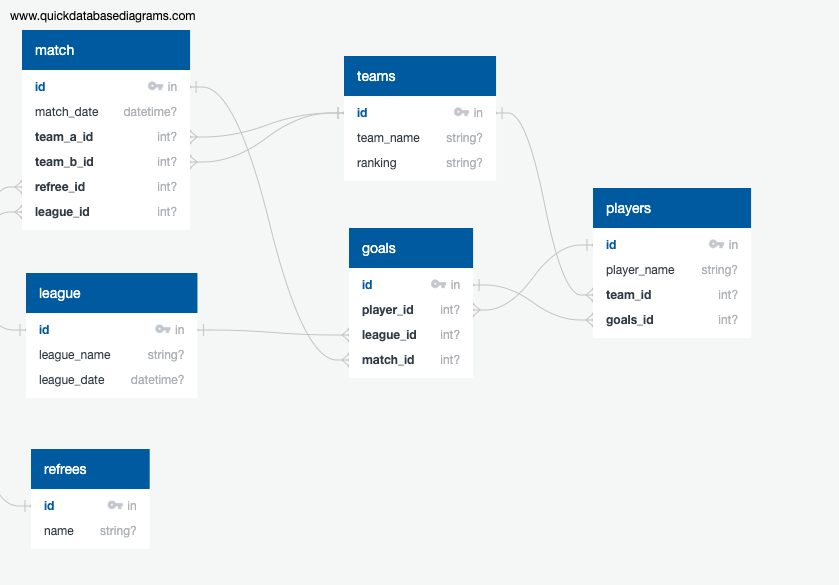 www.quickdatabasediagrams.com
match
id in
match_date datetime?
team_a_id int?
team_b_id int?
refree_id int?
league_id int?
teams
id in
team_name string?
ranking string?
goals
id in
player_id int?
league_id int?
match_id int?
players
id in
player_name string?
team_id int?
goals_id int?
league
id in
league_name string?
league_date datetime?
refrees
id in
name string?